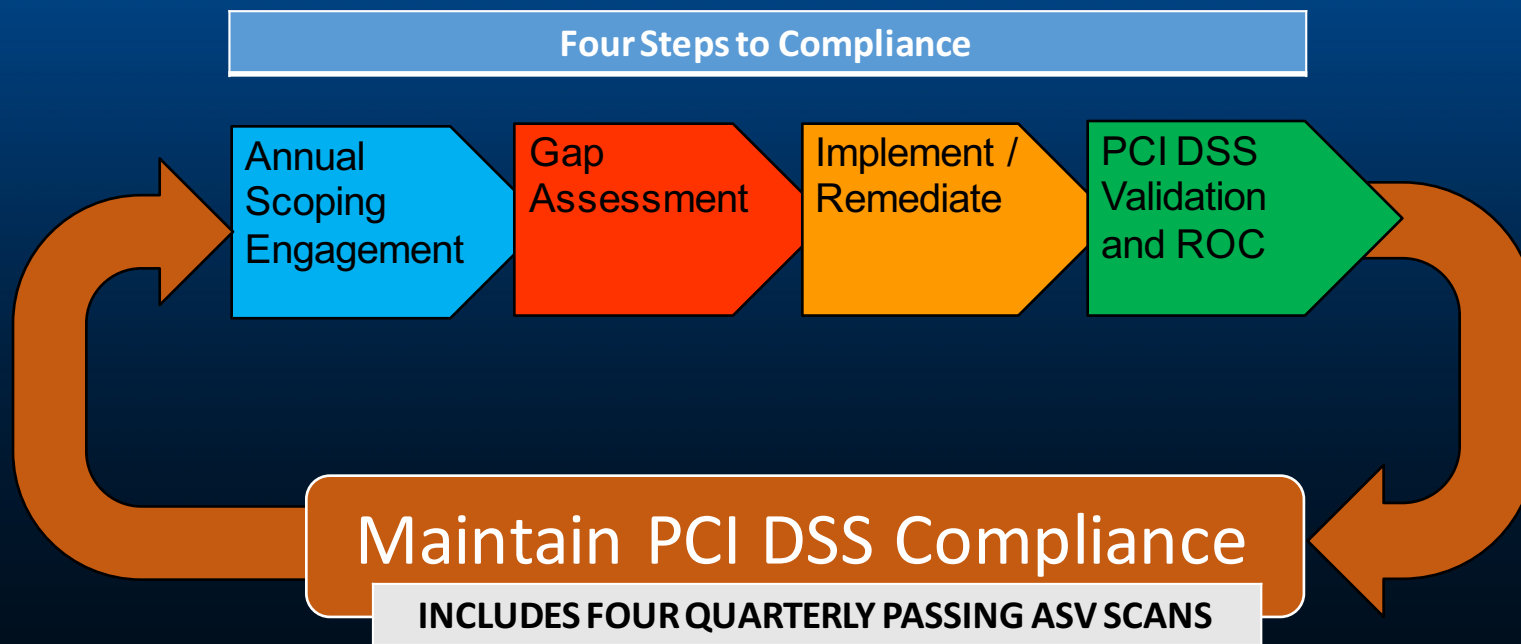 Four Steps to Compliance
Annual
Scoping
Engagement
Gap
Assessment
Implement /
Remediate
PCI DSS
Validation
and ROC
Maintain PCI DSS Compliance
INCLUDES FOUR QUARTERLY PASSING ASV SCANS